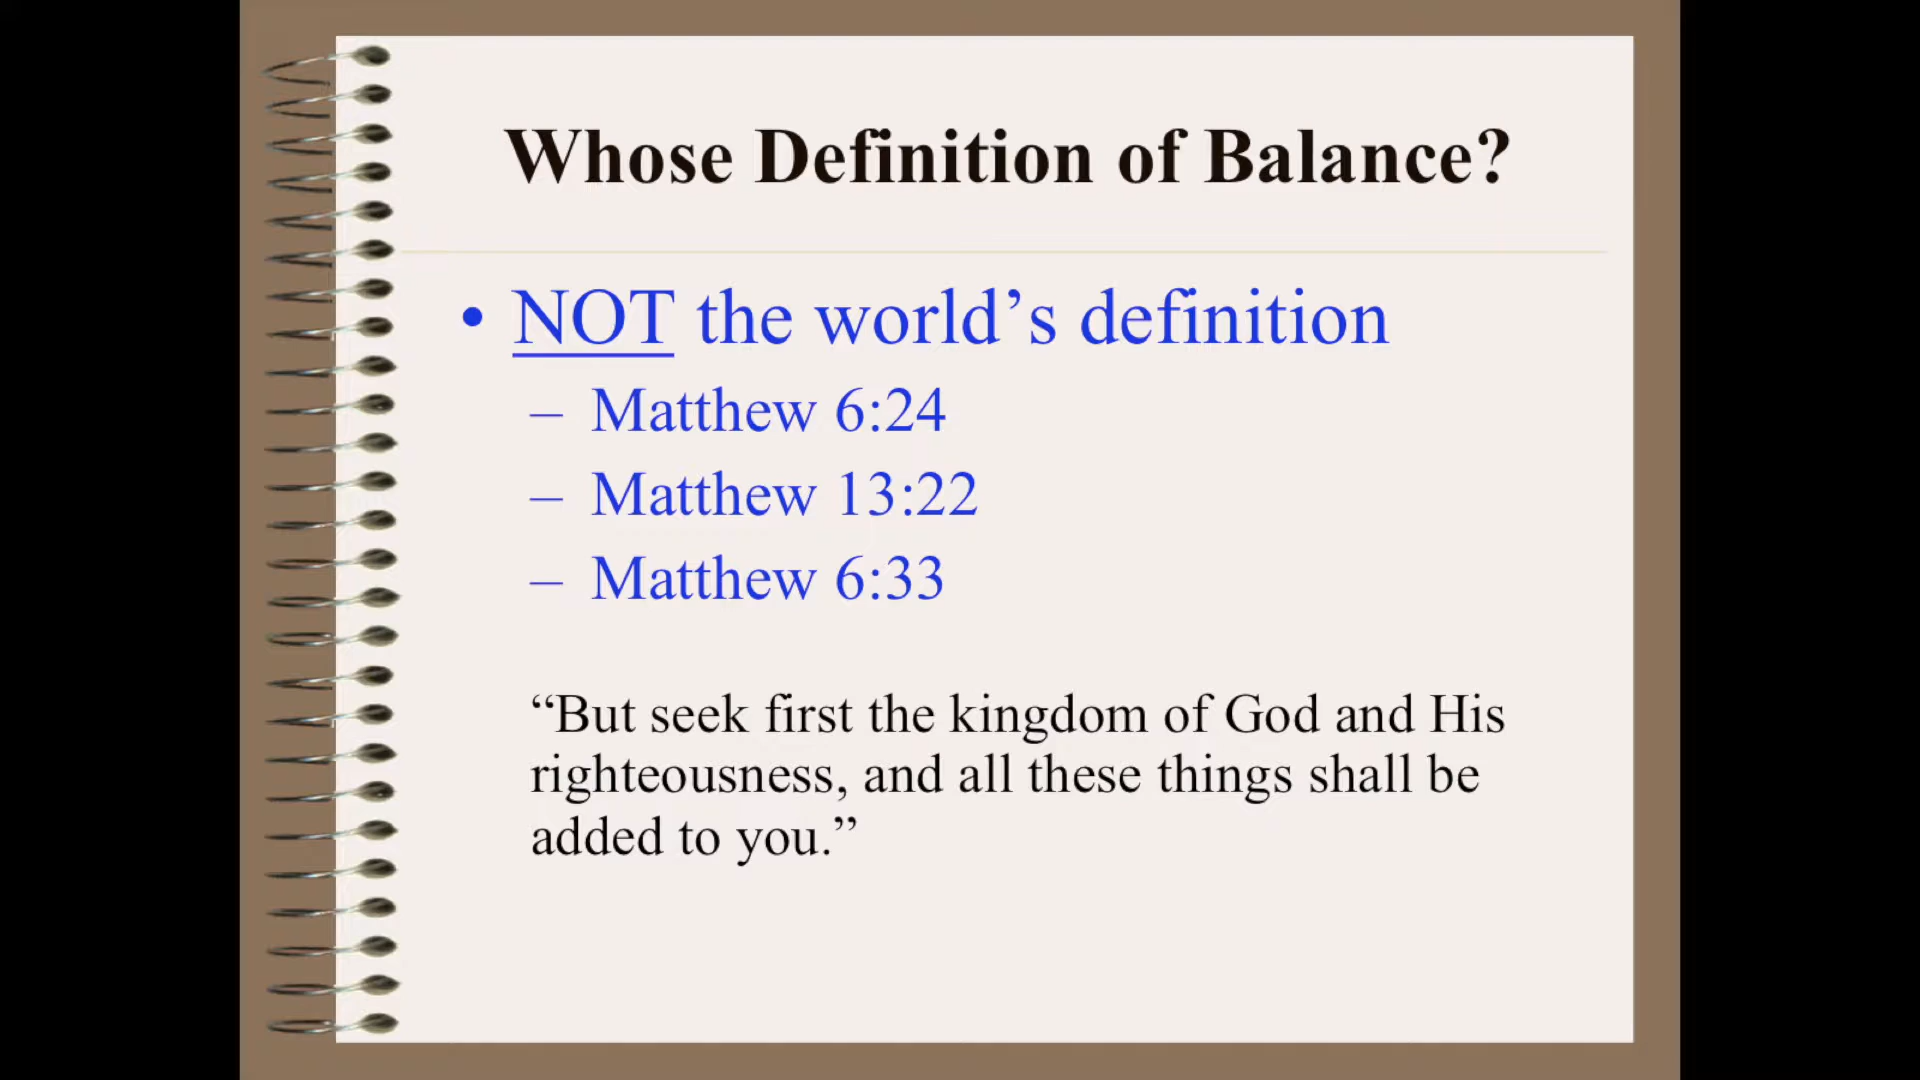 Whose Definition of Balance?
• NOT the world’s definition
– Matthew 6:24
– Matthew 13:22
– Matthew 6:33
“But seek first the kingdom of God and His
righteousness, and all these things shall be
added to you.”